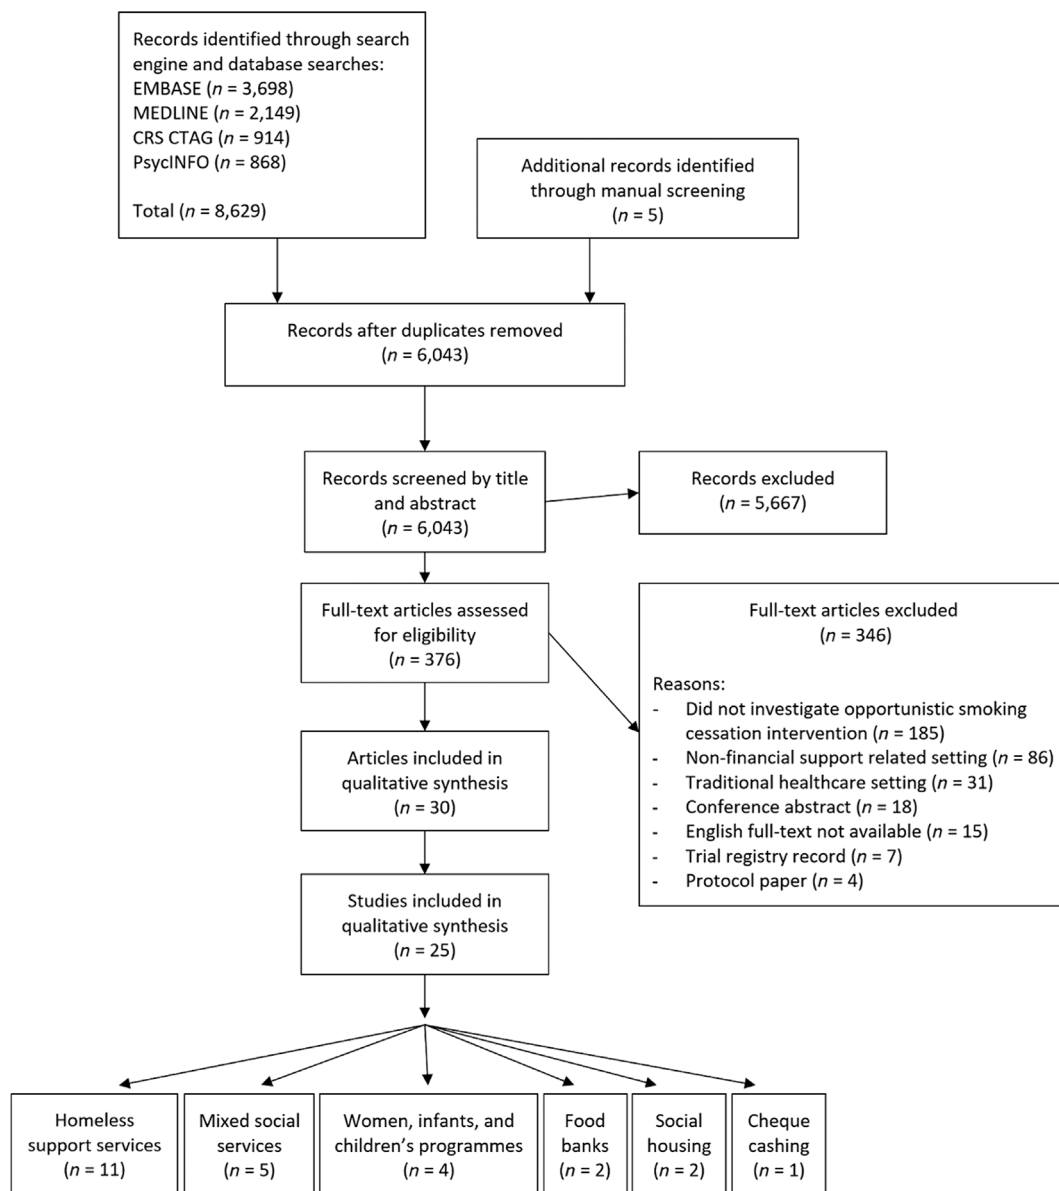 Records identified through search
engine and database searches:
EMBASE (n = 3,698)
MEDLINE (n = 2,149)
CRS CTAG (n = 914)
PsycINFO (n = 868)
Total (n = 8,629)
Additional records identified
through manual screening
(n = 5)
Records after duplicates removed
(n = 6,043)
Records screened by title
and abstract
(n = 6,043)
Records excluded
(n = 5,667)
Full-text articles assessed
for eligibility
(n = 376)
Full-text articles excluded
(n = 346)
Reasons:
- Did not investigate opportunistic smoking
cessation intervention (n = 185)
- Non-financial support related setting (n = 86)
- Traditional healthcare setting (n = 31)
- Conference abstract (n = 18)
- English full-text not available (n = 15)
- Trial registry record (n = 7)
- Protocol paper (n = 4)
Articles included in
qualitative synthesis
(n = 30)
Studies included in
qualitative synthesis
(n = 25)
Homeless
support services
(n = 11)
Mixed social
services
(n = 5)
Women, infants, and
children’s programmes
(n = 4)
Food
banks
(n = 2)
Social
housing
(n = 2)
Cheque
cashing
(n = 1)